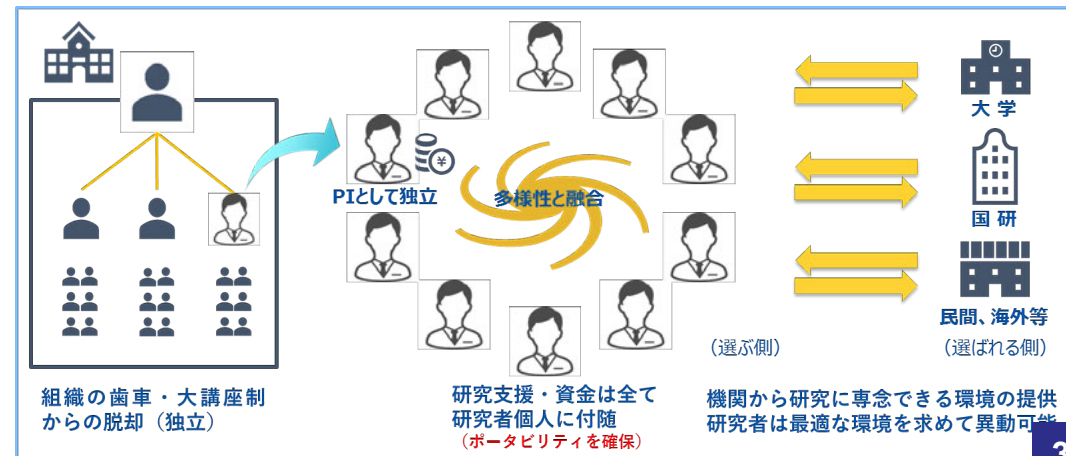 大 学
PIとして独立
多様性と融合
国 研
民間、海外等
（選ぶ側）
（選ばれる側）
組織の歯車・大講座制
からの脱却（独立）
研究支援・資金は全て
研究者個人に付随
（ポータビリティを確保）
機関から研究に専念できる環境の提供
研究者は最適な環境を求めて異動可能
3